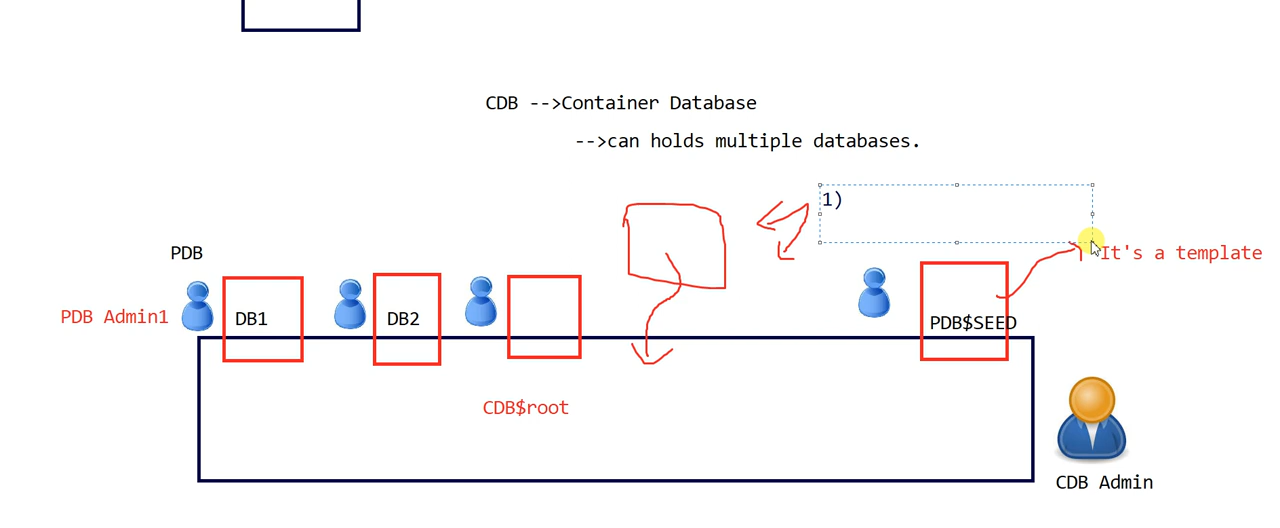 CDB -->Container Database
-->can holds multiple databases.
1)
PDB
It's a template
PDB Admin1
DB1
DB2
PDB$SEED
CDB$root
CDB Admin